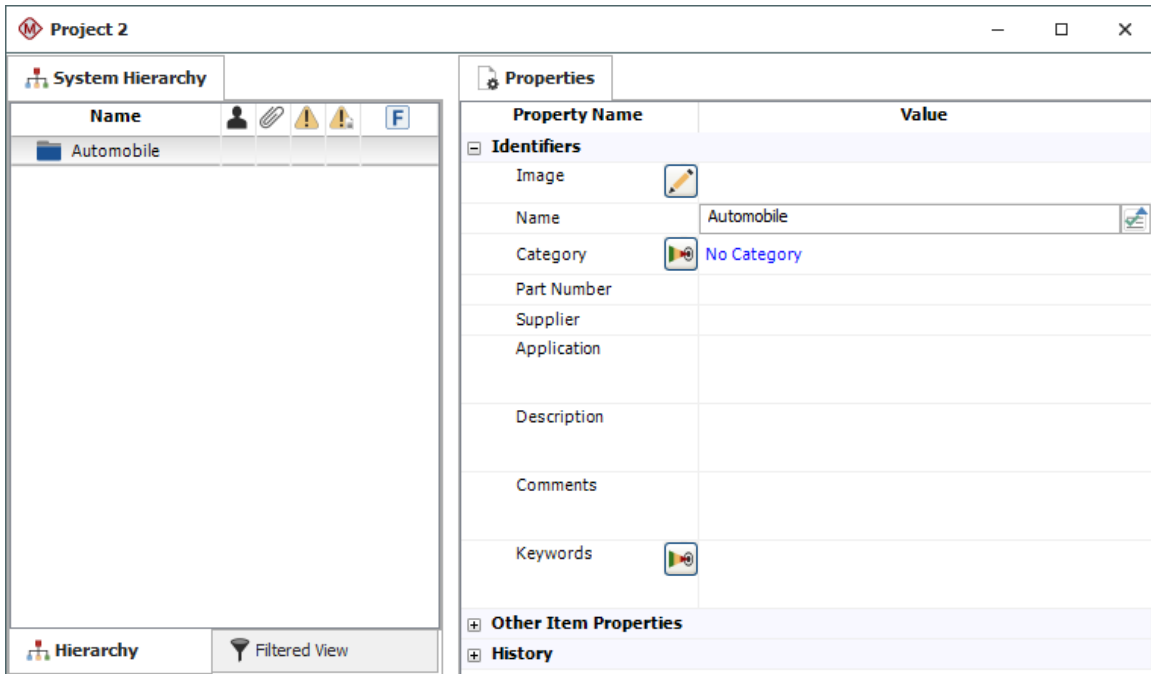 Project 2
System Hierarchy
Name F
Automobile
Hierarchy
Filtered View
Properties
Property Name Value
Identifiers
Image
Name Automobile
Category No Category
Part Number
Supplier
Application
Description
Comments
Keywords
Other Item Properties
History